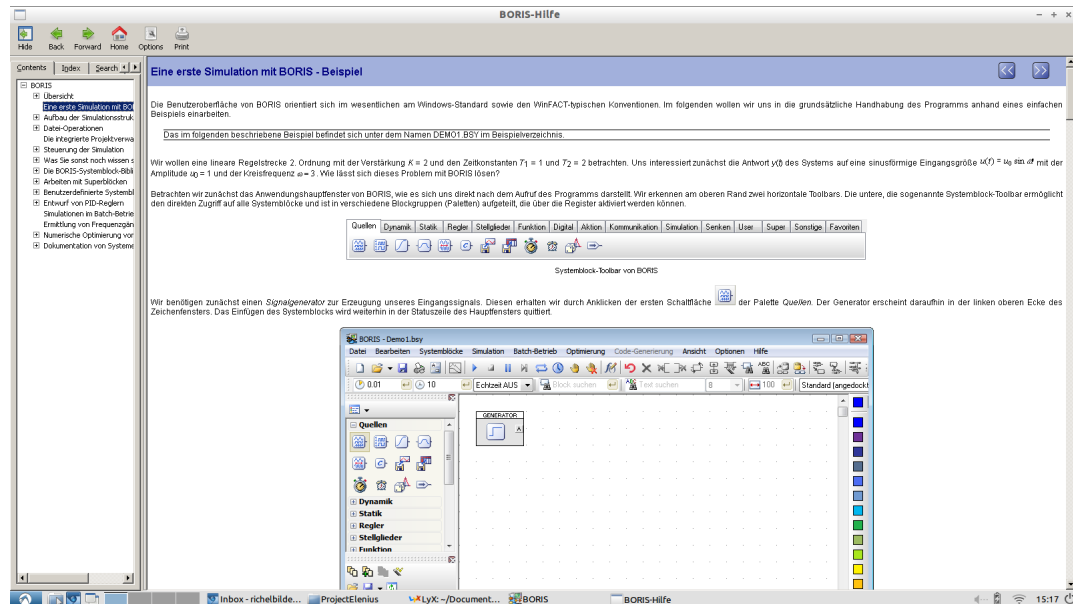 BORIS-Hilfe
Hide Back Forward Home Options Print
Contents Index Search
BORIS
Übersicht
Eine erste Simulation mit BO
Aufbau der Simulationsstruk
Datei-Operationen
Die integrierte Projektverwa
Steuerung der Simulation
Was Sie sonst noch wissen s
Die BORIS-Systemblock-Bibli
Arbeiten mit Superblöcken
Benutzerdefinierte Systembl
Entwurf von PID-Reglern
Simulationen im Batch-Betrie
Ermittlung von Frequenzgän
Numerische Optimierung von
Dokumentation von Systeme
Eine erste Simulation mit BORIS - Beispiel
Die Benutzeroberfläche von BORIS orientiert sich im wesentlichen am Windows-Standard sowie den WinFACT-typischen Konventionen. Im folgenden wollen wir uns in die grundsätzliche Handhabung des Programms anhand eines einfachen
Beispiels einarbeiten.
Das im folgenden beschriebene Beispiel befindet sich unter dem Namen DEMO1.BSY im Beispielverzeichnis.
Wir wollen eine lineare Regelstrecke 2. Ordnung mit der Verstärkung K = 2 und den Zeitkonstanten T1 = 1 und T2 = 2 betrachten. Uns interessiert zunächst die Antwort y(t) des Systems auf eine sinusförmige Eingangsgröße u(t) = u0 sin ωt mit der
Amplitude u0 = 1 und der Kreisfrequenz ω = 3. Wie lässt sich dieses Problem mit BORIS lösen?
Betrachten wir zunächst das Anwendungshauptfenster von BORIS, wie es sich uns direkt nach dem Aufruf des Programms darstellt. Wir erkennen am oberen Rand zwei horizontale Toolbars. Die untere, die sogenannte Systemblock-Toolbar ermöglicht
den direkten Zugriff auf alle Systemblöcke und ist in verschiedene Blockgruppen (Paletten) aufgeteilt, die über die Register aktiviert werden können.
Quellen Dynamik Statik Regler Stellglieder Funktion Digital Aktion Kommunikation Simulation Senken User Super Sonstige Favoriten
Systemblock-Toolbar von BORIS
Wir benötigen zunächst einen Signalgenerator zur Erzeugung unseres Eingangssignals. Diesen erhalten wir durch Anklicken der ersten Schaltfläche der Palette Quellen. Der Generator erscheint daraufhin in der linken oberen Ecke des
Zeichenfensters. Das Einfügen des Systemblocks wird weiterhin in der Statuszeile des Hauptfensters quittiert.
BORIS - Demo1.bsy
Datei Bearbeiten Systemblöcke Simulation Batch-Betrieb Optimierung Code-Generierung Ansicht Optionen Hilfe
0.01 10 Echtzeit AUS Block suchen Text suchen 8 100 Standard (angedockt
GENERATOR
A
Quellen
Dynamik
Statik
Regler
Stellglieder
Funktion
Inbox - richelbilde... ProjectElenius LyX: ~/Document... BORIS BORIS-Hilfe 15:17